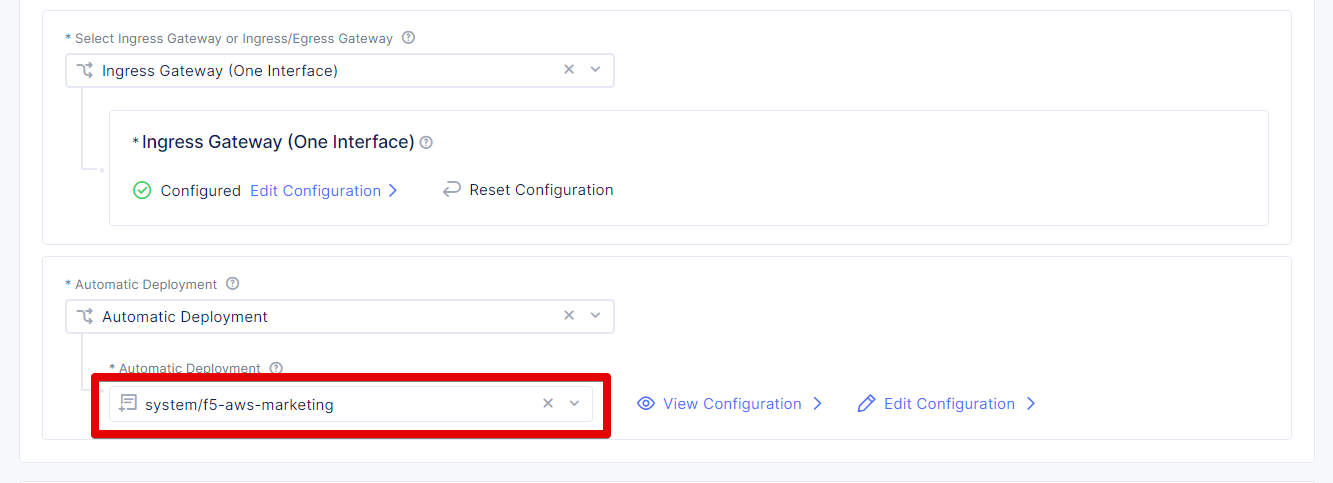 * Select Ingress Gateway or Ingress/Egress Gateway
Ingress Gateway (One Interface)
* Ingress Gateway (One Interface)
Configured Edit Configuration Reset Configuration
* Automatic Deployment
Automatic Deployment
* Automatic Deployment
system/f5-aws-marketing View Configuration Edit Configuration